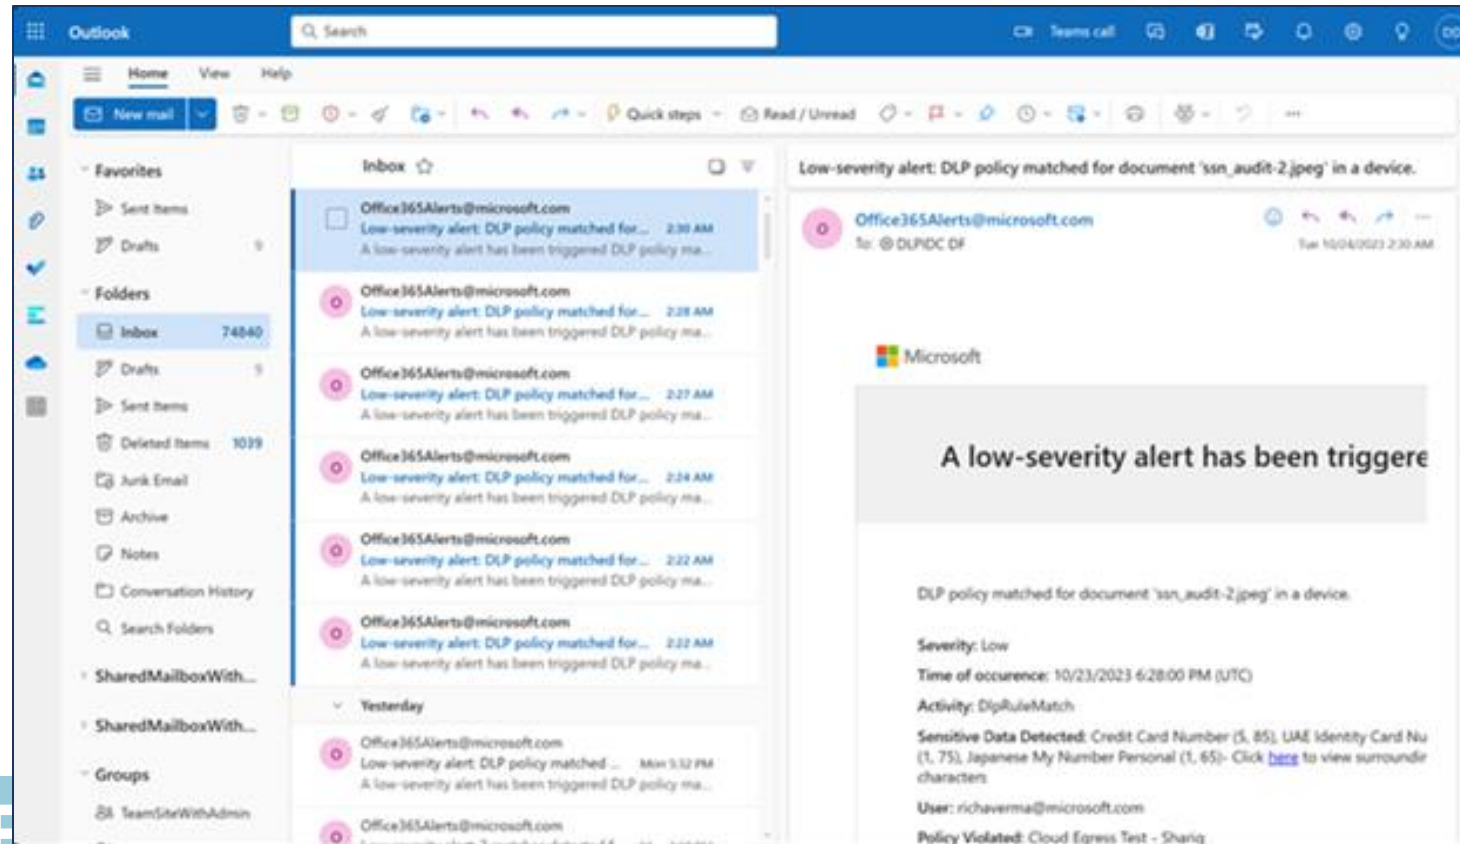 Outlook
Search
Teams call
Home View Help
New mail
Quick steps
Read / Unread
Favorites
Sent Items
Drafts 9
Folders
Inbox 74840
Drafts 9
Sent Items
Deleted Items 1039
Junk Email
Archive
Notes
Conversation History
Search Folders
SharedMailboxWith...
SharedMailboxWith...
Groups
TeamSiteWithAdmin
Inbox
Office365Alerts@microsoft.com
Low-severity alert: DLP policy matched for... 2:30 AM
A low-severity alert has been triggered DLP policy ma...
Office365Alerts@microsoft.com
Low-severity alert: DLP policy matched for... 2:28 AM
A low-severity alert has been triggered DLP policy ma...
O
Office365Alerts@microsoft.com
Low-severity alert: DLP policy matched for... 2:27 AM
A low-severity alert has been triggered DLP policy ma...
O
Office365Alerts@microsoft.com
Low-severity alert: DLP policy matched for... 2:24 AM
A low-severity alert has been triggered DLP policy ma...
O
Office365Alerts@microsoft.com
Low-severity alert: DLP policy matched for... 2:22 AM
A low-severity alert has been triggered DLP policy ma...
O
Office365Alerts@microsoft.com
Low-severity alert: DLP policy matched for... 2:22 AM
A low-severity alert has been triggered DLP policy ma...
O
Yesterday
Office365Alerts@microsoft.com
Low-severity alert: DLP policy matched ... Mon 5:32 PM
A low-severity alert has been triggered DLP policy ma...
O
Office365Alerts@microsoft.com
O
Low-severity alert: DLP policy matched for document 'ssn_audit-2.jpeg' in a device.
O
Office365Alerts@microsoft.com
To: DLPIDC DF
Tue 10/24/2023 2:30 AM
Microsoft
A low-severity alert has been triggere
DLP policy matched for document 'ssn_audit-2.jpeg' in a device.
Severity: Low
Time of occurence: 10/23/2023 6:28:00 PM (UTC)
Activity: DlpRuleMatch
Sensitive Data Detected: Credit Card Number (5, 85), UAE Identity Card Nu
(1, 75), Japanese My Number Personal (1, 65)- Click here to view surroundir
characters
User: richaverma@microsoft.com
Policy Violated: Cloud Egress Test - Sharig